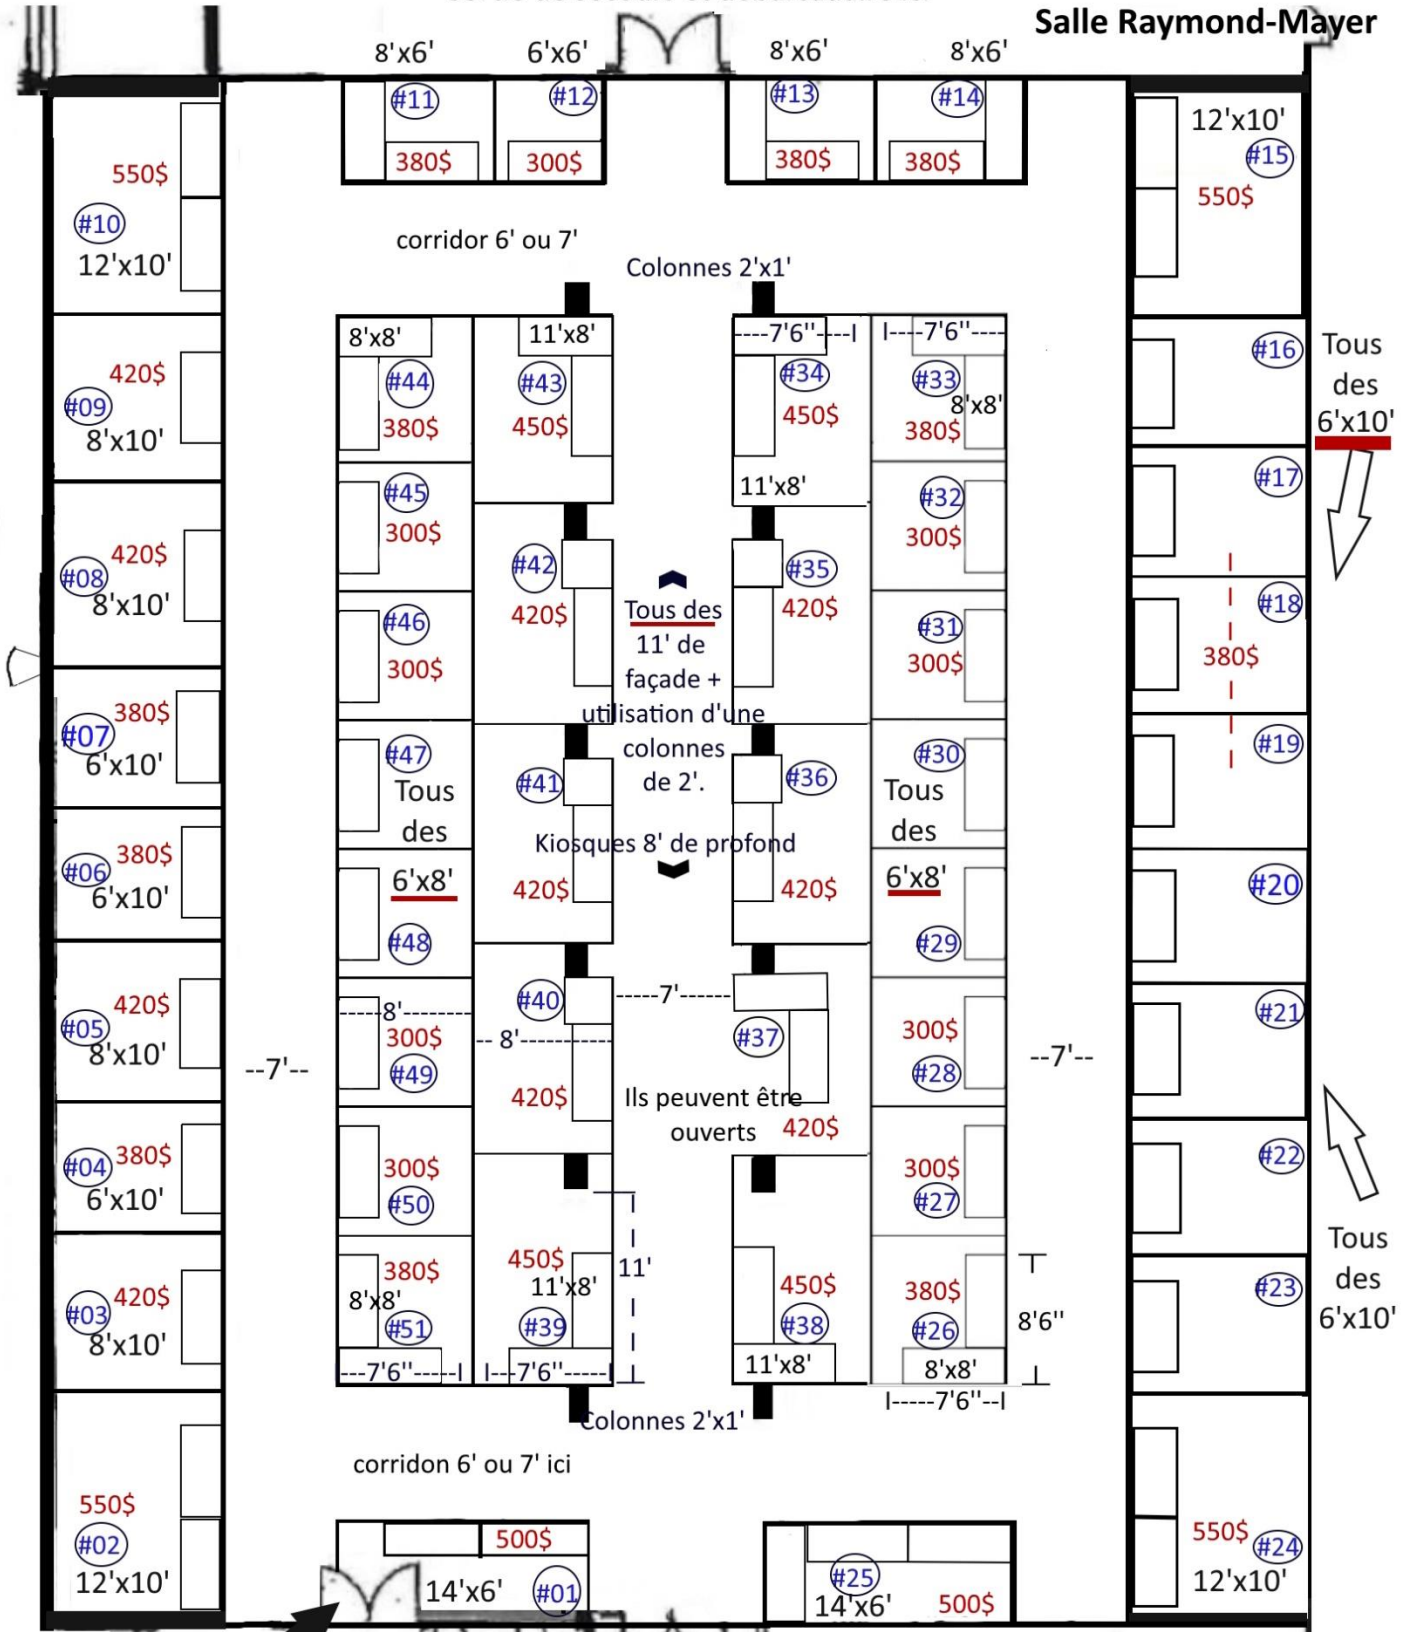 Salle Raymond-Mayer
8'x6'
6'x6'
8'x6'
8'x6'
#11
#12
#13
#14
380$
300$
380$
380$
12'x10'
#15
550$
550$
#10
12'x10'
corridor 6' ou 7'
Colonnes 2'x1'
420$
#09
8'x10'
420$
#08
8'x10'
380$
#07
6'x10'
380$
#06
6'x10'
420$
#05
8'x10'
380$
#04
6'x10'
420$
#03
8'x10'
550$
#02
12'x10'
--7'--
8'x8'
#44
380$
#45
300$
#46
300$
#47
Tous
des
6'x8'
#48
----8'--------
300$
#49
300$
#50
380$
8'x8'
#51
I---7'6''-----I
11'x8'
#43
450$
#42
420$
#41
420$
#40
-- 8'-----------
420$
450$
11'x8'
#39
I---7'6''-----I
11'
Tous des
11' de
façade +
utilisation d'une
colonnes
de 2'.
Kiosques 8' de profond
-----7'------
Ils peuvent être
ouverts
----7'6''----I
#34
450$
11'x8'
#35
420$
#36
420$
#37
420$
450$
#38
11'x8'
I----7'6''----
#33
8'x8'
380$
#32
300$
#31
300$
#30
Tous
des
6'x8'
#29
300$
#28
300$
#27
380$
#26
8'x8'
I-----7'6''--I
8'6''
--7'--
#16
Tous
des
6'x10'
#17
#18
380$
#19
#20
#21
#22
#23
Tous
des
6'x10'
550$
#24
12'x10'
Colonnes 2'x1'
corridon 6' ou 7' ici
500$
14'x6'
#01
#25
14'x6'
500$